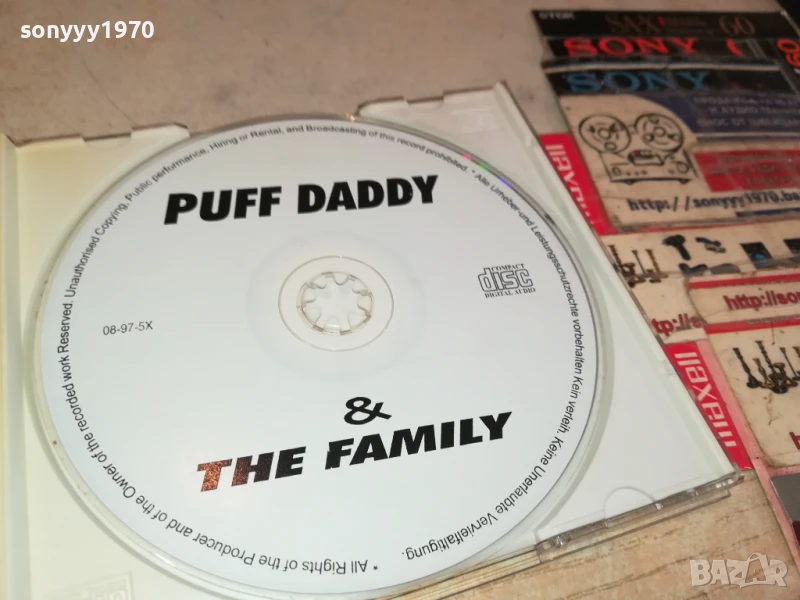 sonyyy1970
PUFF DADDY
COMPACT
disc
DIGITAL AUDIO
08-97-5X
&
THE FAMILY
* All Rights of the Producer and of the Owner of the recorded work Reserved. Unauthorised Copying, Public performance, Hiring or Rental, and Broadcasting of this record prohibited. * Alle Urheber-und Leistungsschutzrechte vorbehalten Kein verleih. Keine Unerlaubte Vervielfältigung.
SA-X
60
SONY
SONY
http://sonyyy1970.ba
maxell
http://so
maxell
BAZAR